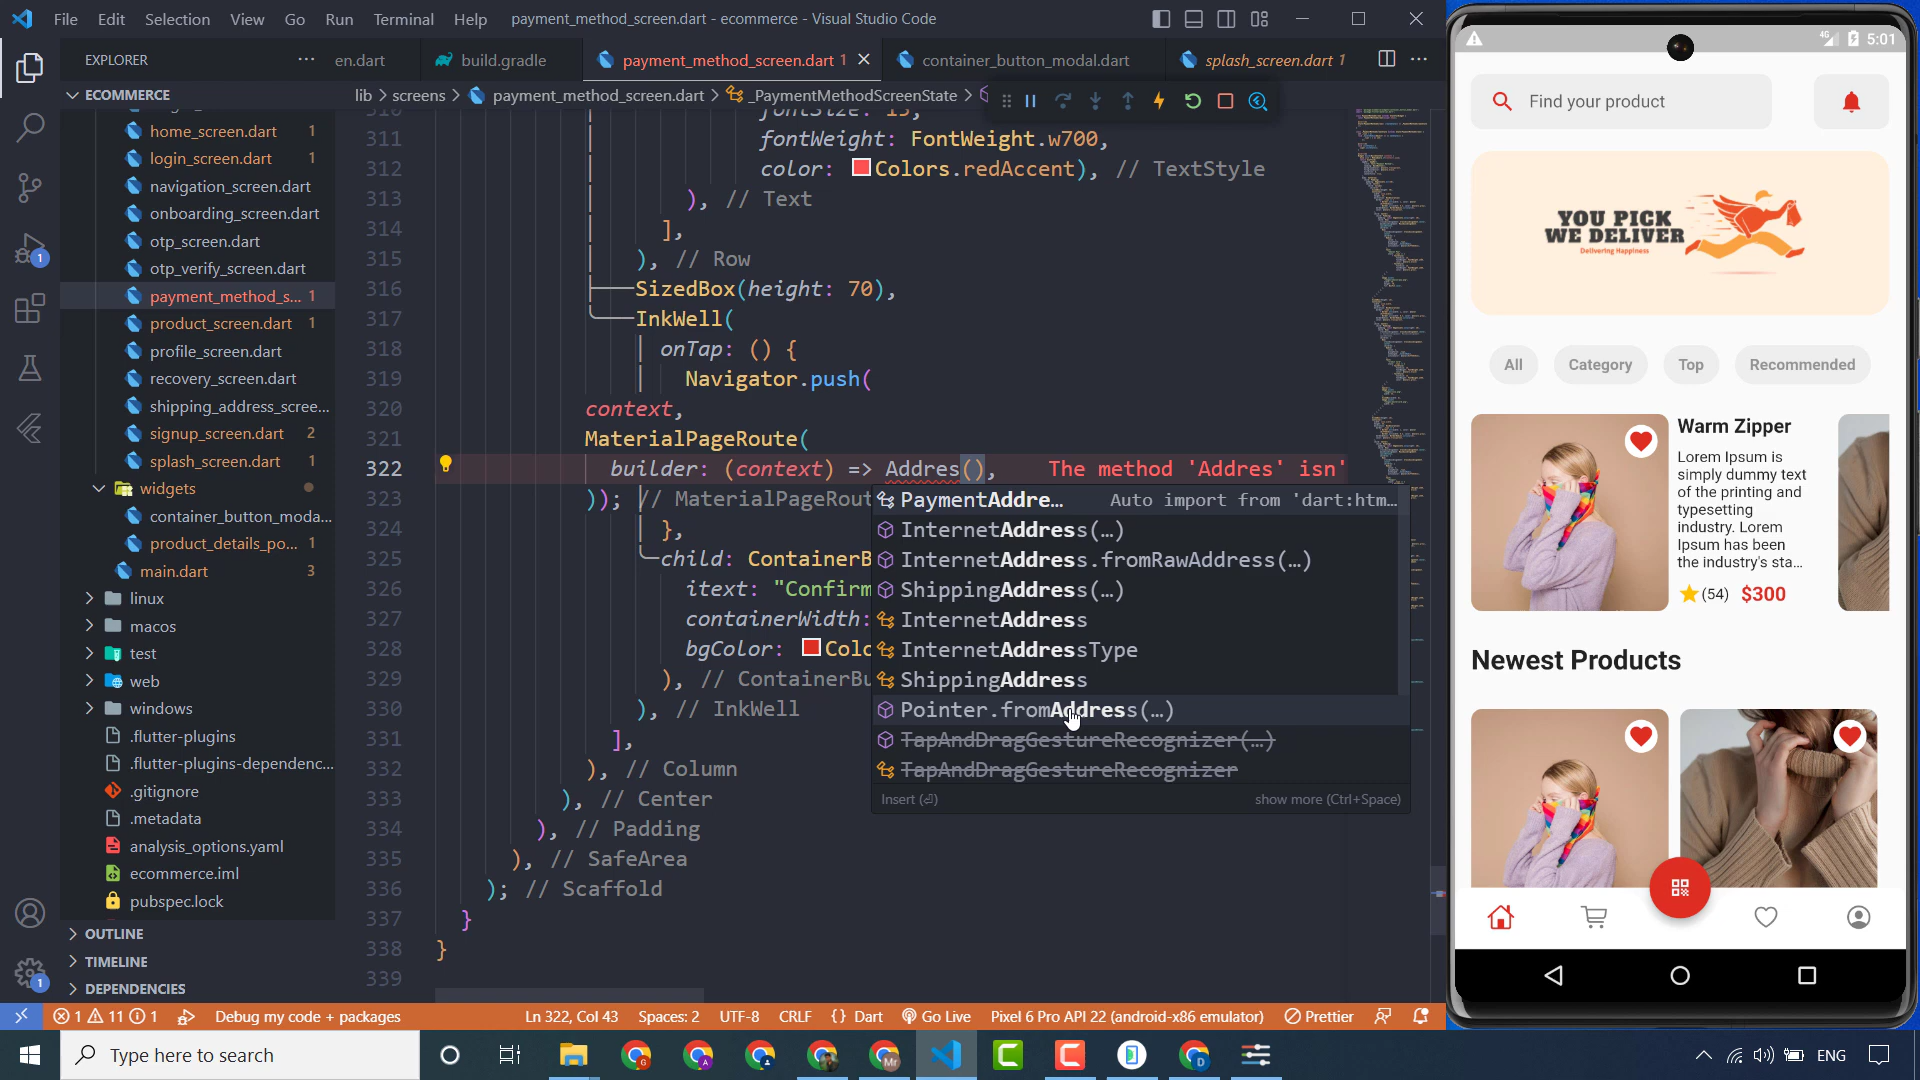 File Edit Selection View Go Run Terminal Help payment_method_screen.dart - ecommerce - Visual Studio Code
EXPLORER
en.dart
build.gradle
payment_method_screen.dart 1
container_button_modal.dart
splash_screen.dart 1
ECOMMERCE
lib > screens > payment_method_screen.dart > _PaymentMethodScreenState >
home_screen.dart 1
login_screen.dart 1
navigation_screen.dart
onboarding_screen.dart
otp_screen.dart
otp_verify_screen.dart
payment_method_s... 1
product_screen.dart 1
profile_screen.dart
recovery_screen.dart
shipping_address_scree...
signup_screen.dart 2
splash_screen.dart 1
widgets
container_button_moda...
product_details_po... 1
main.dart 3
linux
macos
test
web
windows
.flutter-plugins
.flutter-plugins-dependenc...
.gitignore
.metadata
analysis_options.yaml
ecommerce.iml
pubspec.lock
OUTLINE
TIMELINE
DEPENDENCIES
310 fontSize: 15,
311 fontWeight: FontWeight.w700,
312 color: Colors.redAccent), // TextStyle
313 ), // Text
314 ],
315 ), // Row
316 SizedBox(height: 70),
317 InkWell(
318 onTap: () {
319 Navigator.push(
320 context,
321 MaterialPageRoute(
322 builder: (context) => Addres(), The method 'Addres' isn'
323 )); // MaterialPageRout
324 },
325 child: ContainerB
326 itext: "Confirm
327 containerWidth:
328 bgColor: Colo
329 ), // ContainerBu
330 ), // InkWell
331 ],
332 ), // Column
333 ), // Center
334 ), // Padding
335 ), // SafeArea
336 ); // Scaffold
337 }
338 }
339
PaymentAddre... Auto import from 'dart:htm...
InternetAddress(…)
InternetAddress.fromRawAddress(…)
ShippingAddress(…)
InternetAddress
InternetAddressType
ShippingAddress
Pointer.fromAddress(…)
TapAndDragGestureRecognizer(…)
TapAndDragGestureRecognizer
Insert (⏎) show more (Ctrl+Space)
1 11 1 Debug my code + packages Ln 322, Col 43 Spaces: 2 UTF-8 CRLF {} Dart Go Live Pixel 6 Pro API 22 (android-x86 emulator) Prettier
1
1
Type here to search
ENG
4G 5:01
Find your product
YOU PICK
WE DELIVER
Delivering Happiness
All Category Top Recommended
Warm Zipper
Lorem Ipsum is
simply dummy text
of the printing and
typesetting
industry. Lorem
Ipsum has been
the industry's sta...
(54) $300
Newest Products